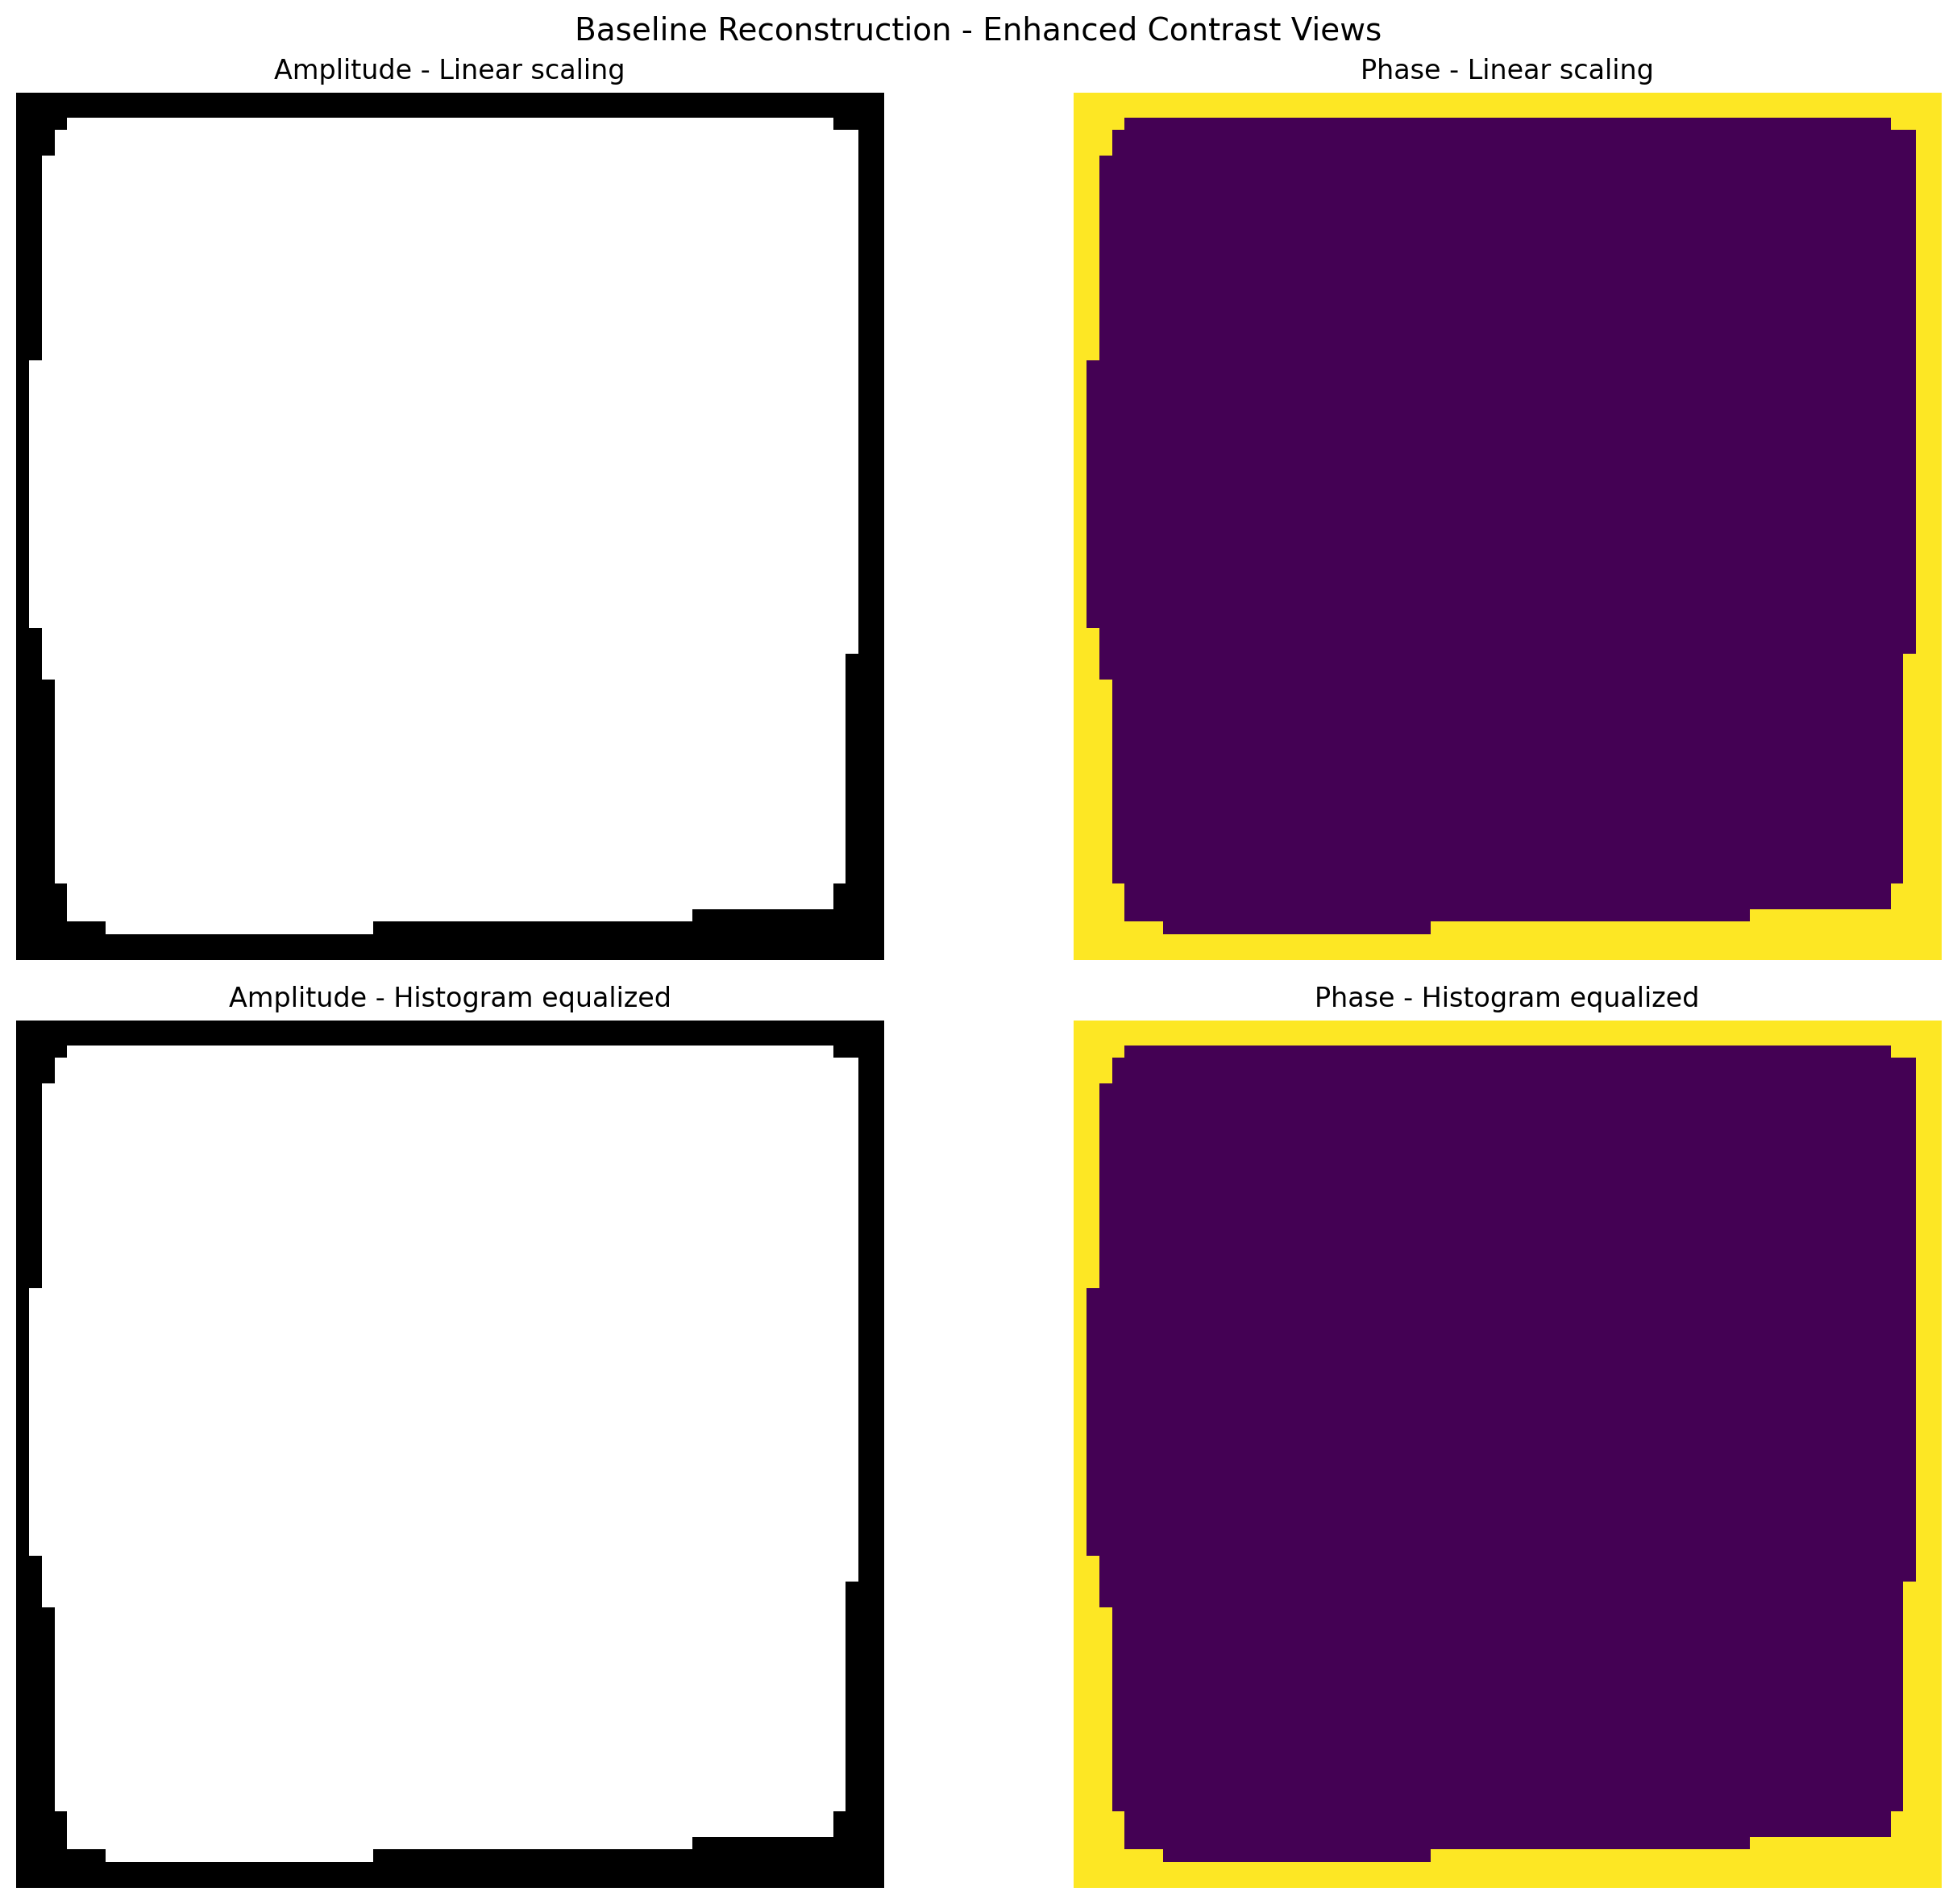 Baseline Reconstruction - Enhanced Contrast Views
Amplitude - Linear scaling
Phase - Linear scaling
Amplitude - Histogram equalized
Phase - Histogram equalized